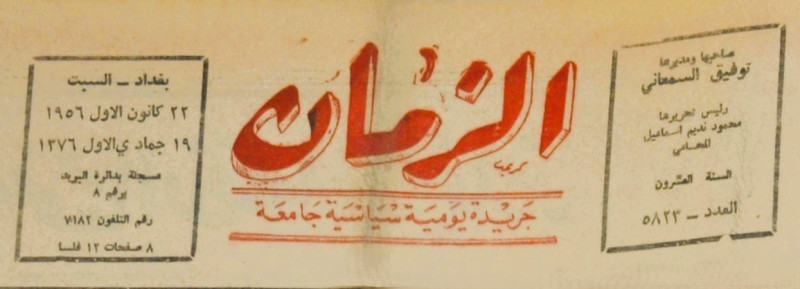 صاحبها ومديرها
توفيق السمعاني
رئيس تحريرها
محمود نديم اسماعيل
المحامي
السنة العشرون
العدد – ٥٨٢٣
الزمان
كريم
جريدة يومية سياسية جامعة
بغداد – السبت
٢٢ كانون الاول ١٩٥٦
١٩ جمادي الاول ١٣٧٦
مسجلة بدائرة البريد
برقم ٨
رقم التلفون ٧١٨٢
٨ صفحات ١٢ فلسا